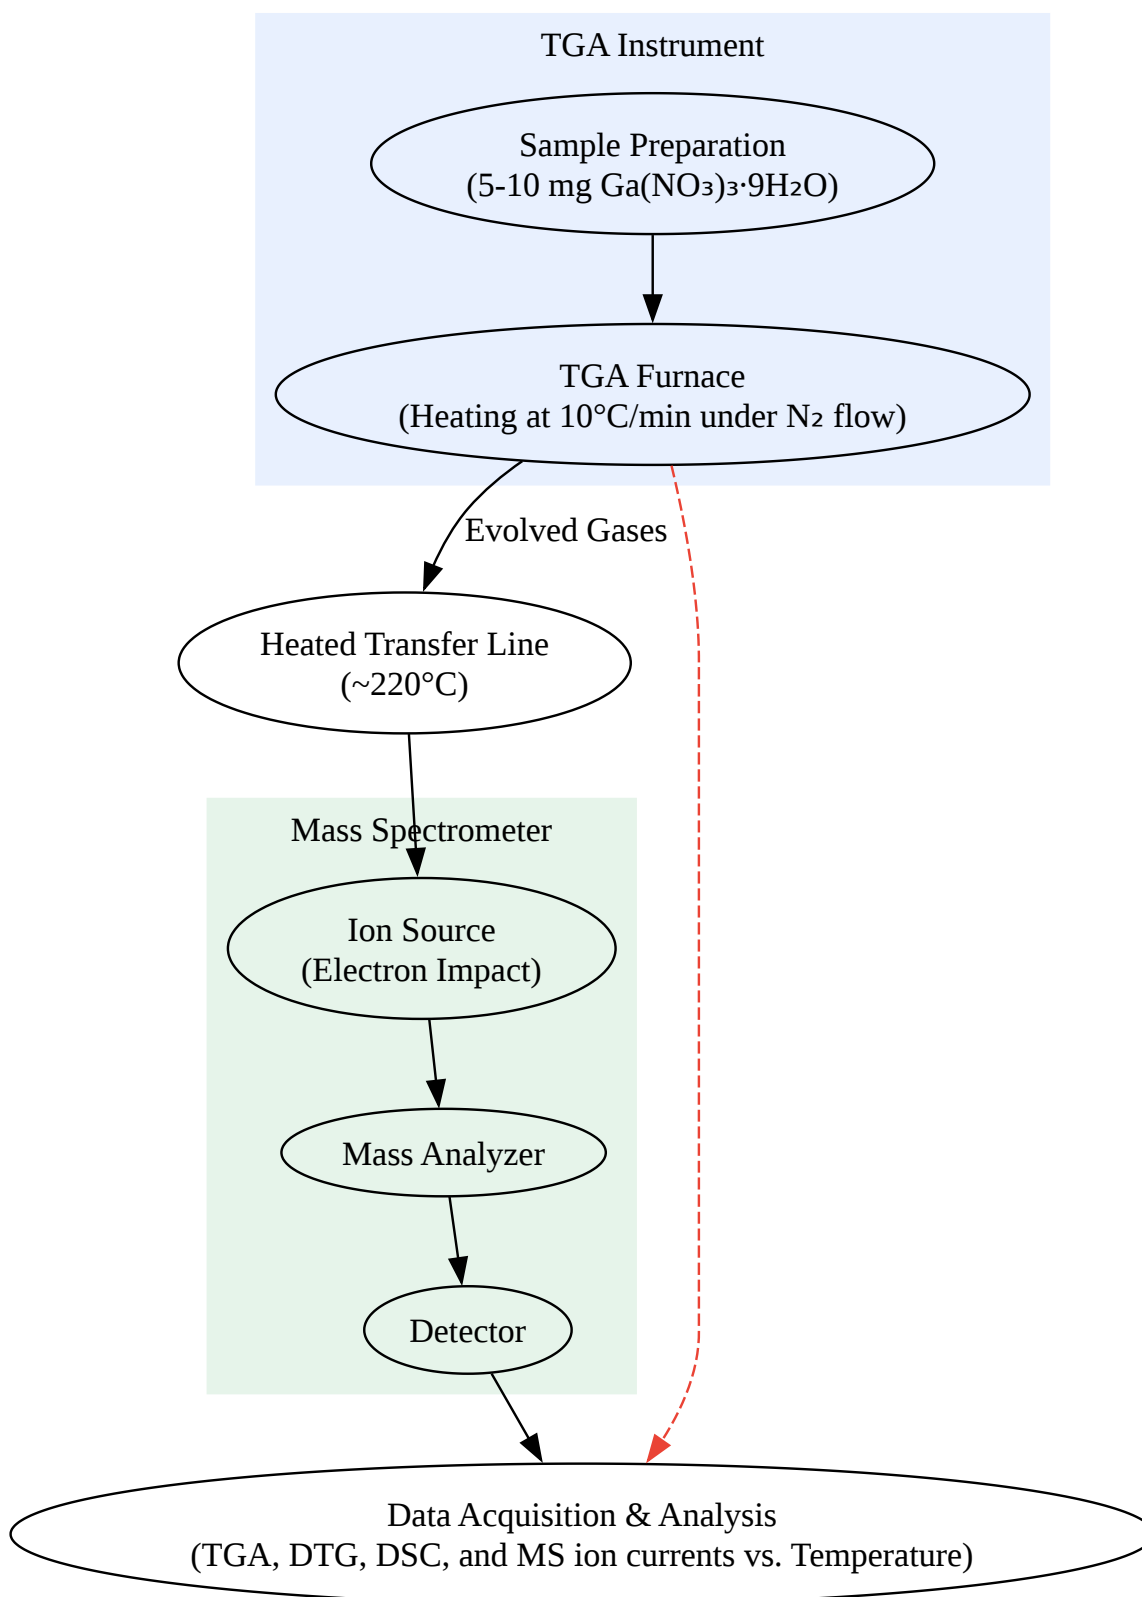 TGA Instrument
Sample Preparation
(5-10 mg Ga(NO₃)₃·9H₂O)
TGA Furnace
(Heating at 10°C/min under N₂ flow)
Evolved Gases
Heated Transfer Line
(~220°C)
Mass Spectrometer
Ion Source
(Electron Impact)
Mass Analyzer
Detector
Data Acquisition & Analysis
(TGA, DTG, DSC, and MS ion currents vs. Temperature)